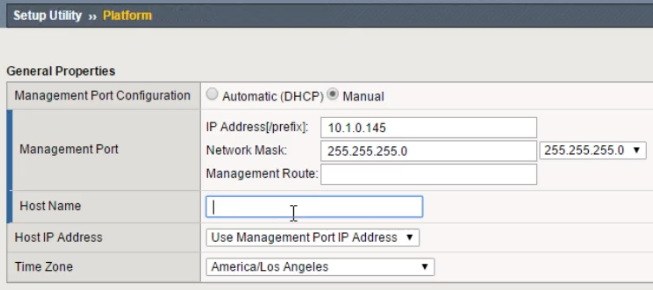 Setup Utility » Platform
General Properties
Management Port Configuration Automatic (DHCP) Manual
Management Port
IP Address[/prefix]: 10.1.0.145
Network Mask: 255.255.255.0 255.255.255.0
Management Route:
Host Name
Host IP Address Use Management Port IP Address
Time Zone America/Los Angeles